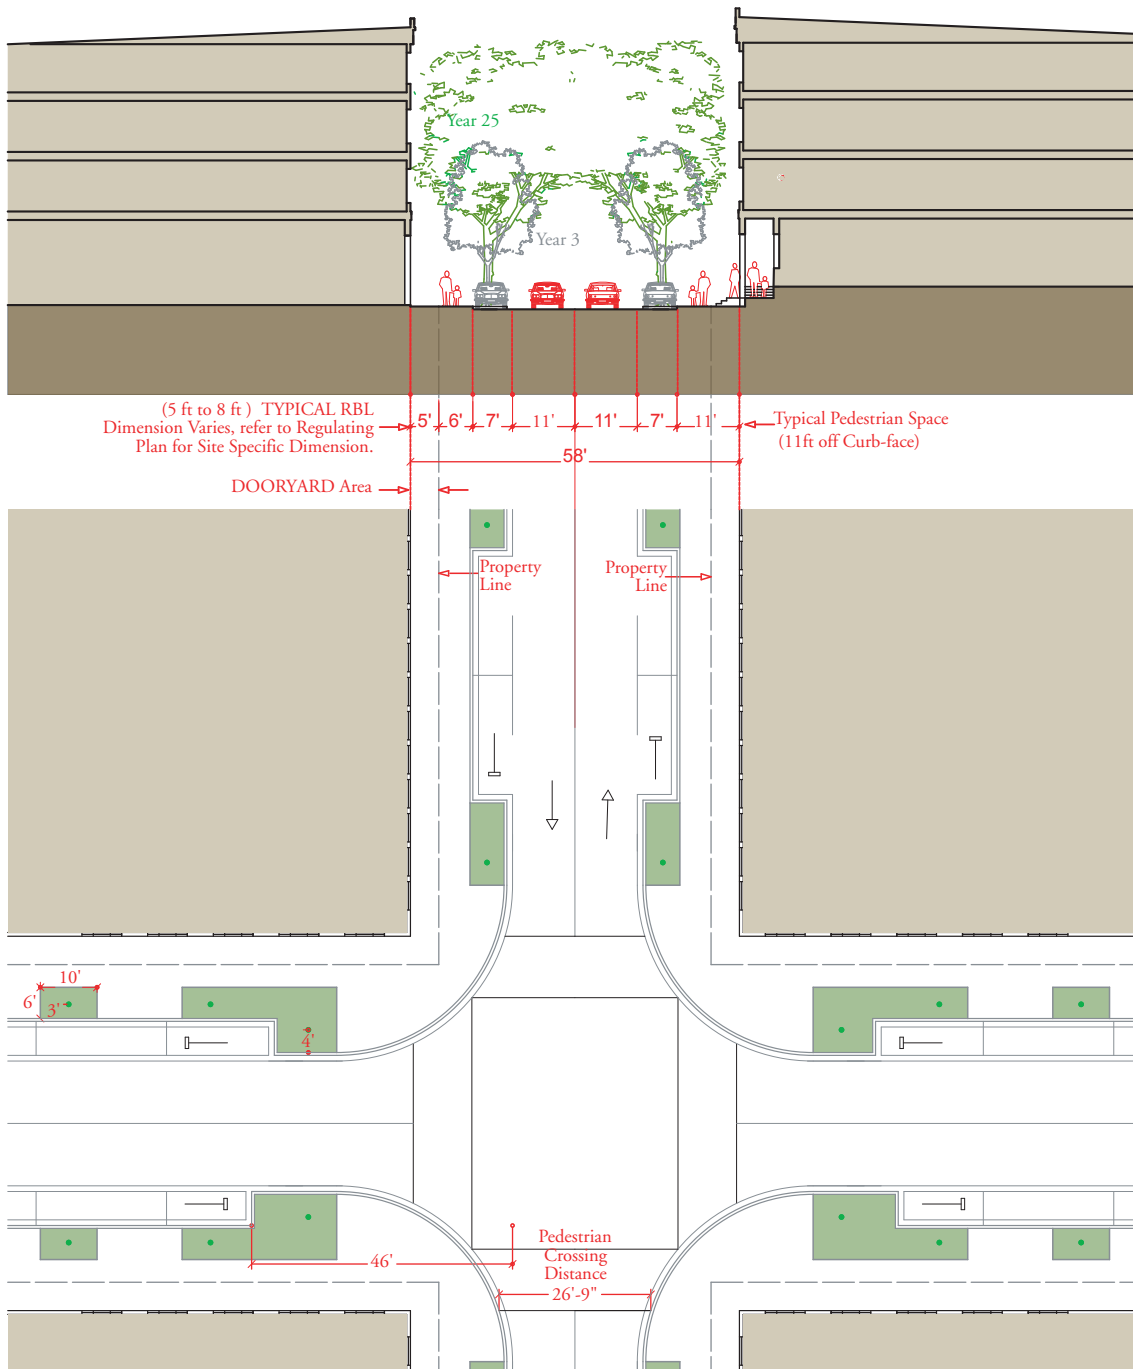 Year 25
Year 3
(5 ft to 8 ft ) TYPICAL RBL
Dimension Varies, refer to Regulating
Plan for Site Specific Dimension.
5' 6' 7' 11' 11' 7' 11'
Typical Pedestrian Space
(11ft off Curb-face)
58'
DOORYARD Area
Property
Line
Property
Line
10'
6'
3'
4'
46'
Pedestrian
Crossing
Distance
26'-9"